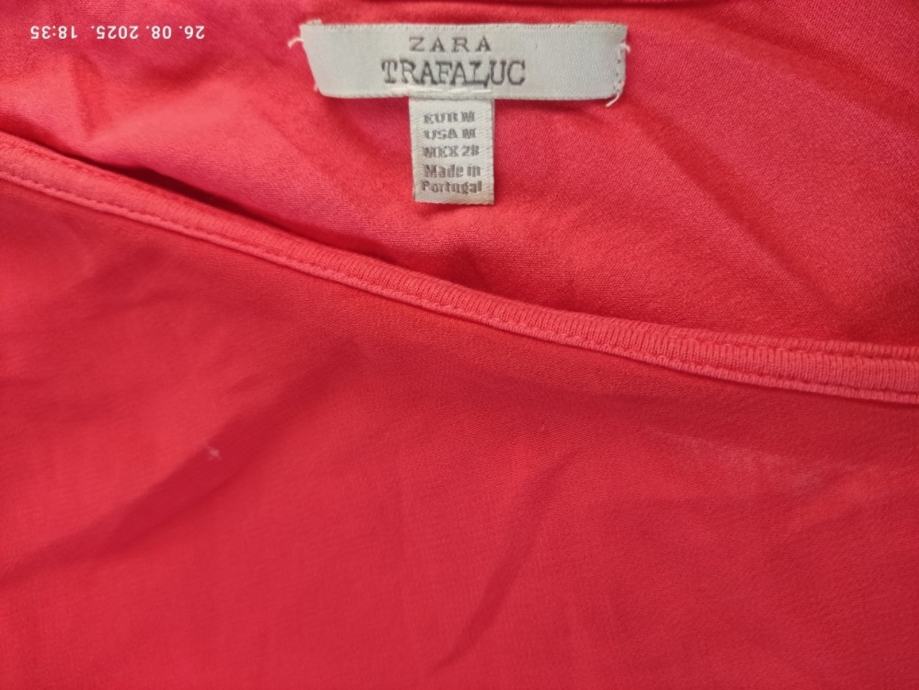 26. 08. 2025. 18:35
ZARA
TRAFALUC
EUR M
USA M
MEX 28
Made in
Portugal